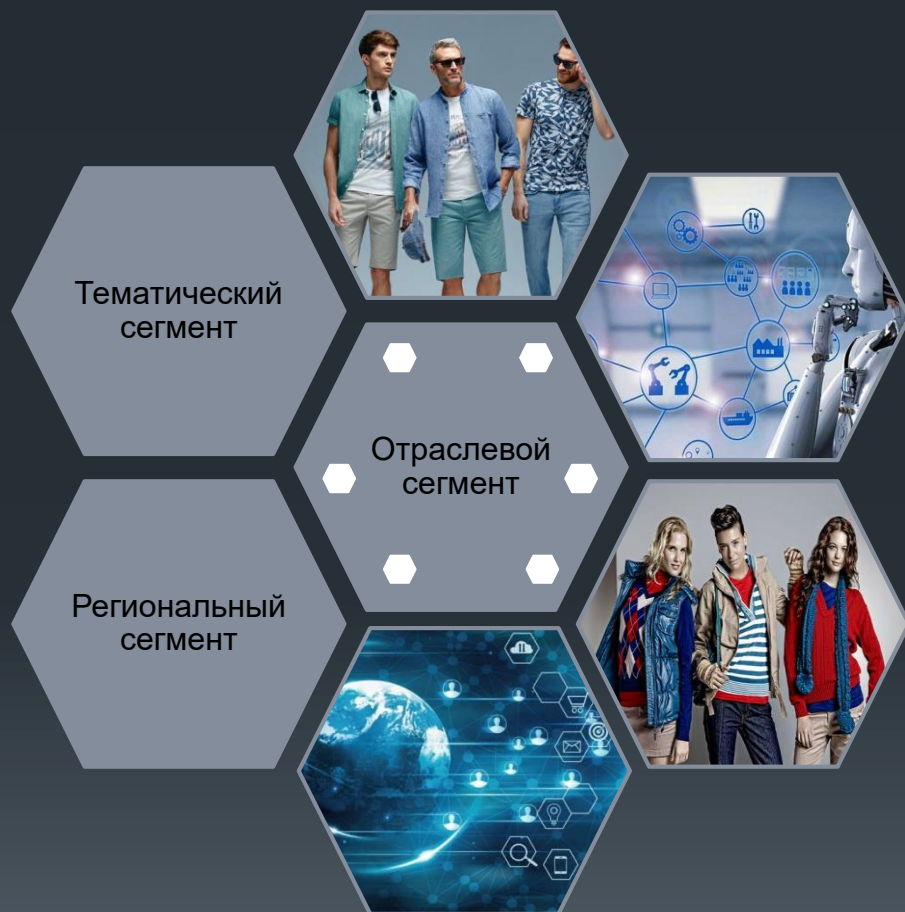 Тематический
сегмент
Отраслевой
сегмент
Региональный
сегмент